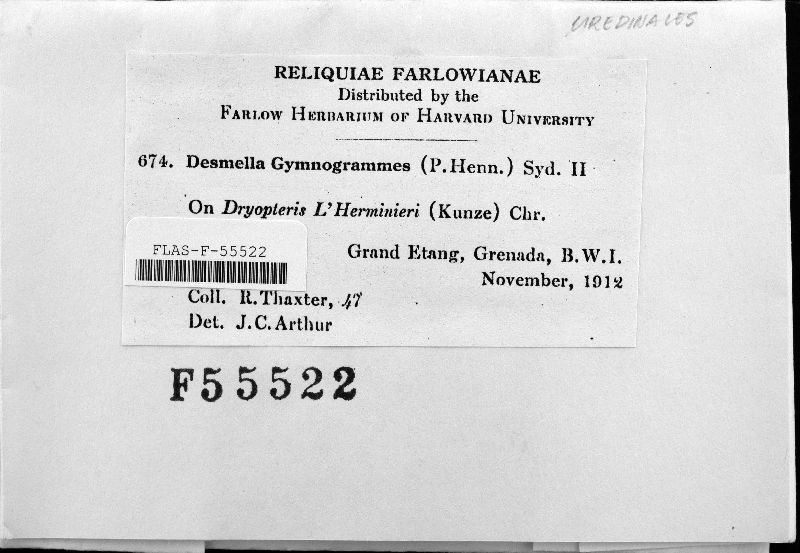 UREDINALES
RELIQUIAE FARLOWIANAE
Distributed by the
FARLOW HERBARIUM OF HARVARD UNIVERSITY
674. Desmella Gymnogrammes (P. Henn.) Syd. II
On Dryopteris L'Herminieri (Kunze) Chr.
FLAS-F-55522
Grand Etang, Grenada, B.W.I.
November, 1912
Coll. R. Thaxter, 47
Det. J. C. Arthur
F55522